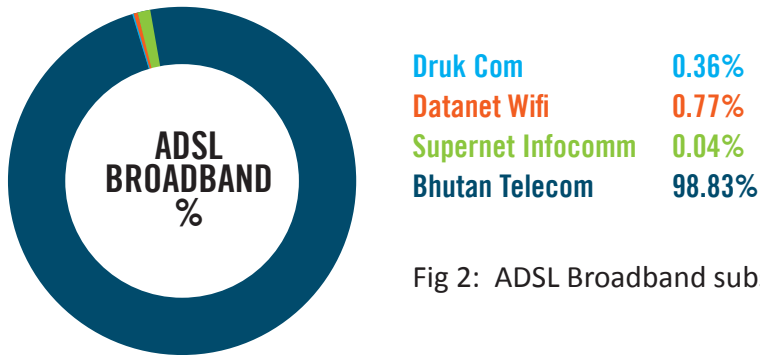 ADSL
BROADBAND
%
Druk Com 0.36%
Datanet Wifi 0.77%
Supernet Infocomm 0.04%
Bhutan Telecom 98.83%
Fig 2: ADSL Broadband sub